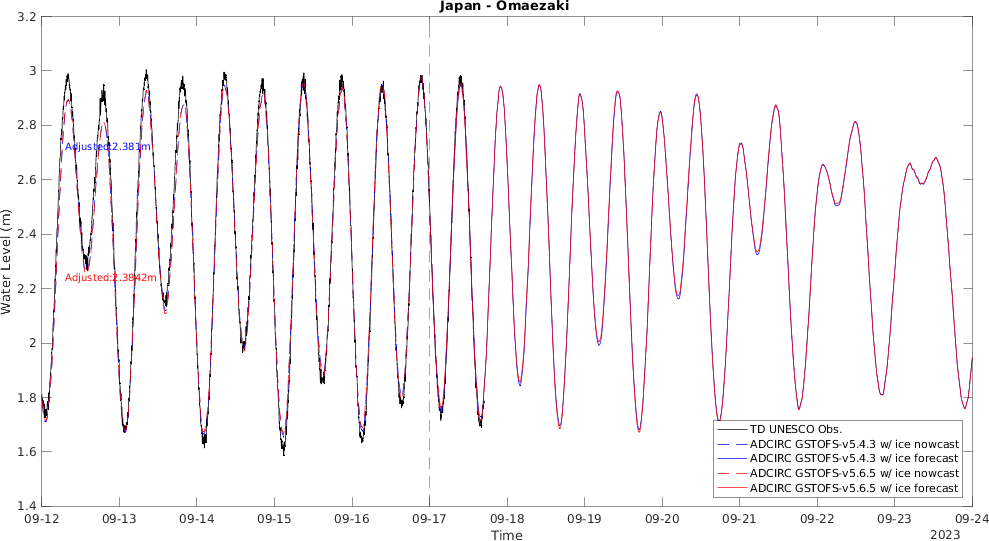 Japan - Omaezaki
3.2
3
2.8
2.6
2.4
2.2
2
1.8
1.6
1.4
Water Level (m)
Adjusted:2.381m
Adjusted:2.3842m
TD UNESCO Obs.
ADCIRC GSTOFS-v5.4.3 w/ ice nowcast
ADCIRC GSTOFS-v5.4.3 w/ ice forecast
ADCIRC GSTOFS-v5.6.5 w/ ice nowcast
ADCIRC GSTOFS-v5.6.5 w/ ice forecast
09-12 09-13 09-14 09-15 09-16 09-17 09-18 09-19 09-20 09-21 09-22 09-23 09-24
Time
2023